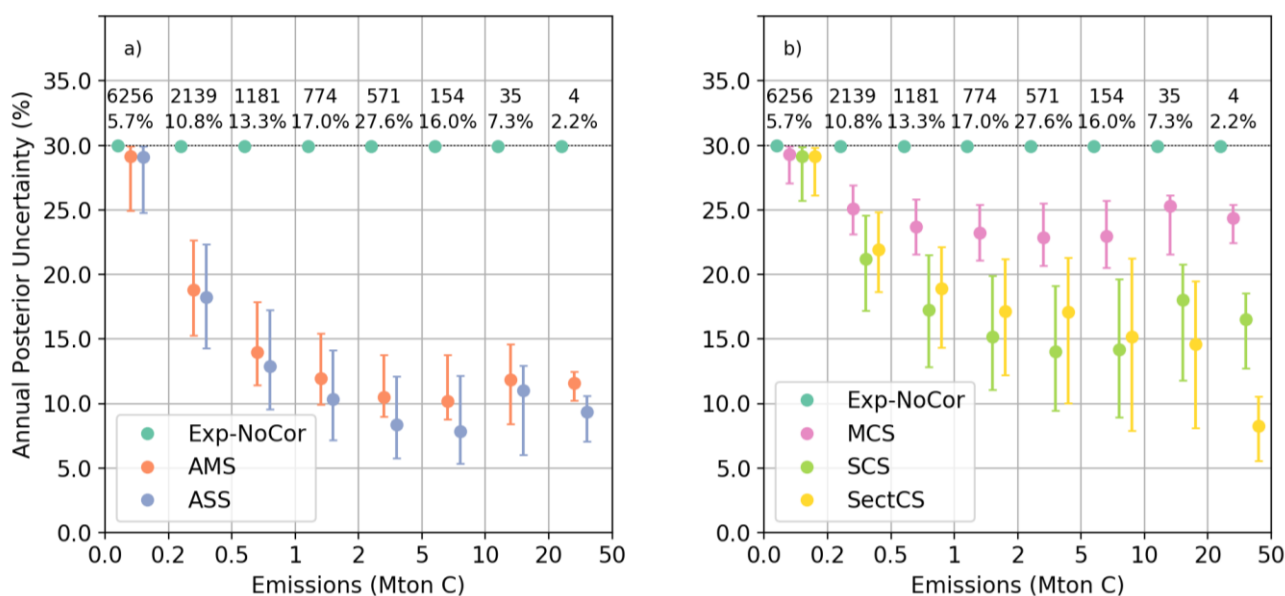 a)
6256 2139 1181 774 571 154 35 4
5.7% 10.8% 13.3% 17.0% 27.6% 16.0% 7.3% 2.2%
35.0
30.0
25.0
20.0
15.0
10.0
5.0
0.0
Annual Posterior Uncertainty (%)
Exp-NoCor
AMS
ASS
0.0 0.2 0.5 1 2 5 10 20 50
Emissions (Mton C)
b)
6256 2139 1181 774 571 154 35 4
5.7% 10.8% 13.3% 17.0% 27.6% 16.0% 7.3% 2.2%
35.0
30.0
25.0
20.0
15.0
10.0
5.0
0.0
Exp-NoCor
MCS
SCS
SectCS
0.0 0.2 0.5 1 2 5 10 20 50
Emissions (Mton C)